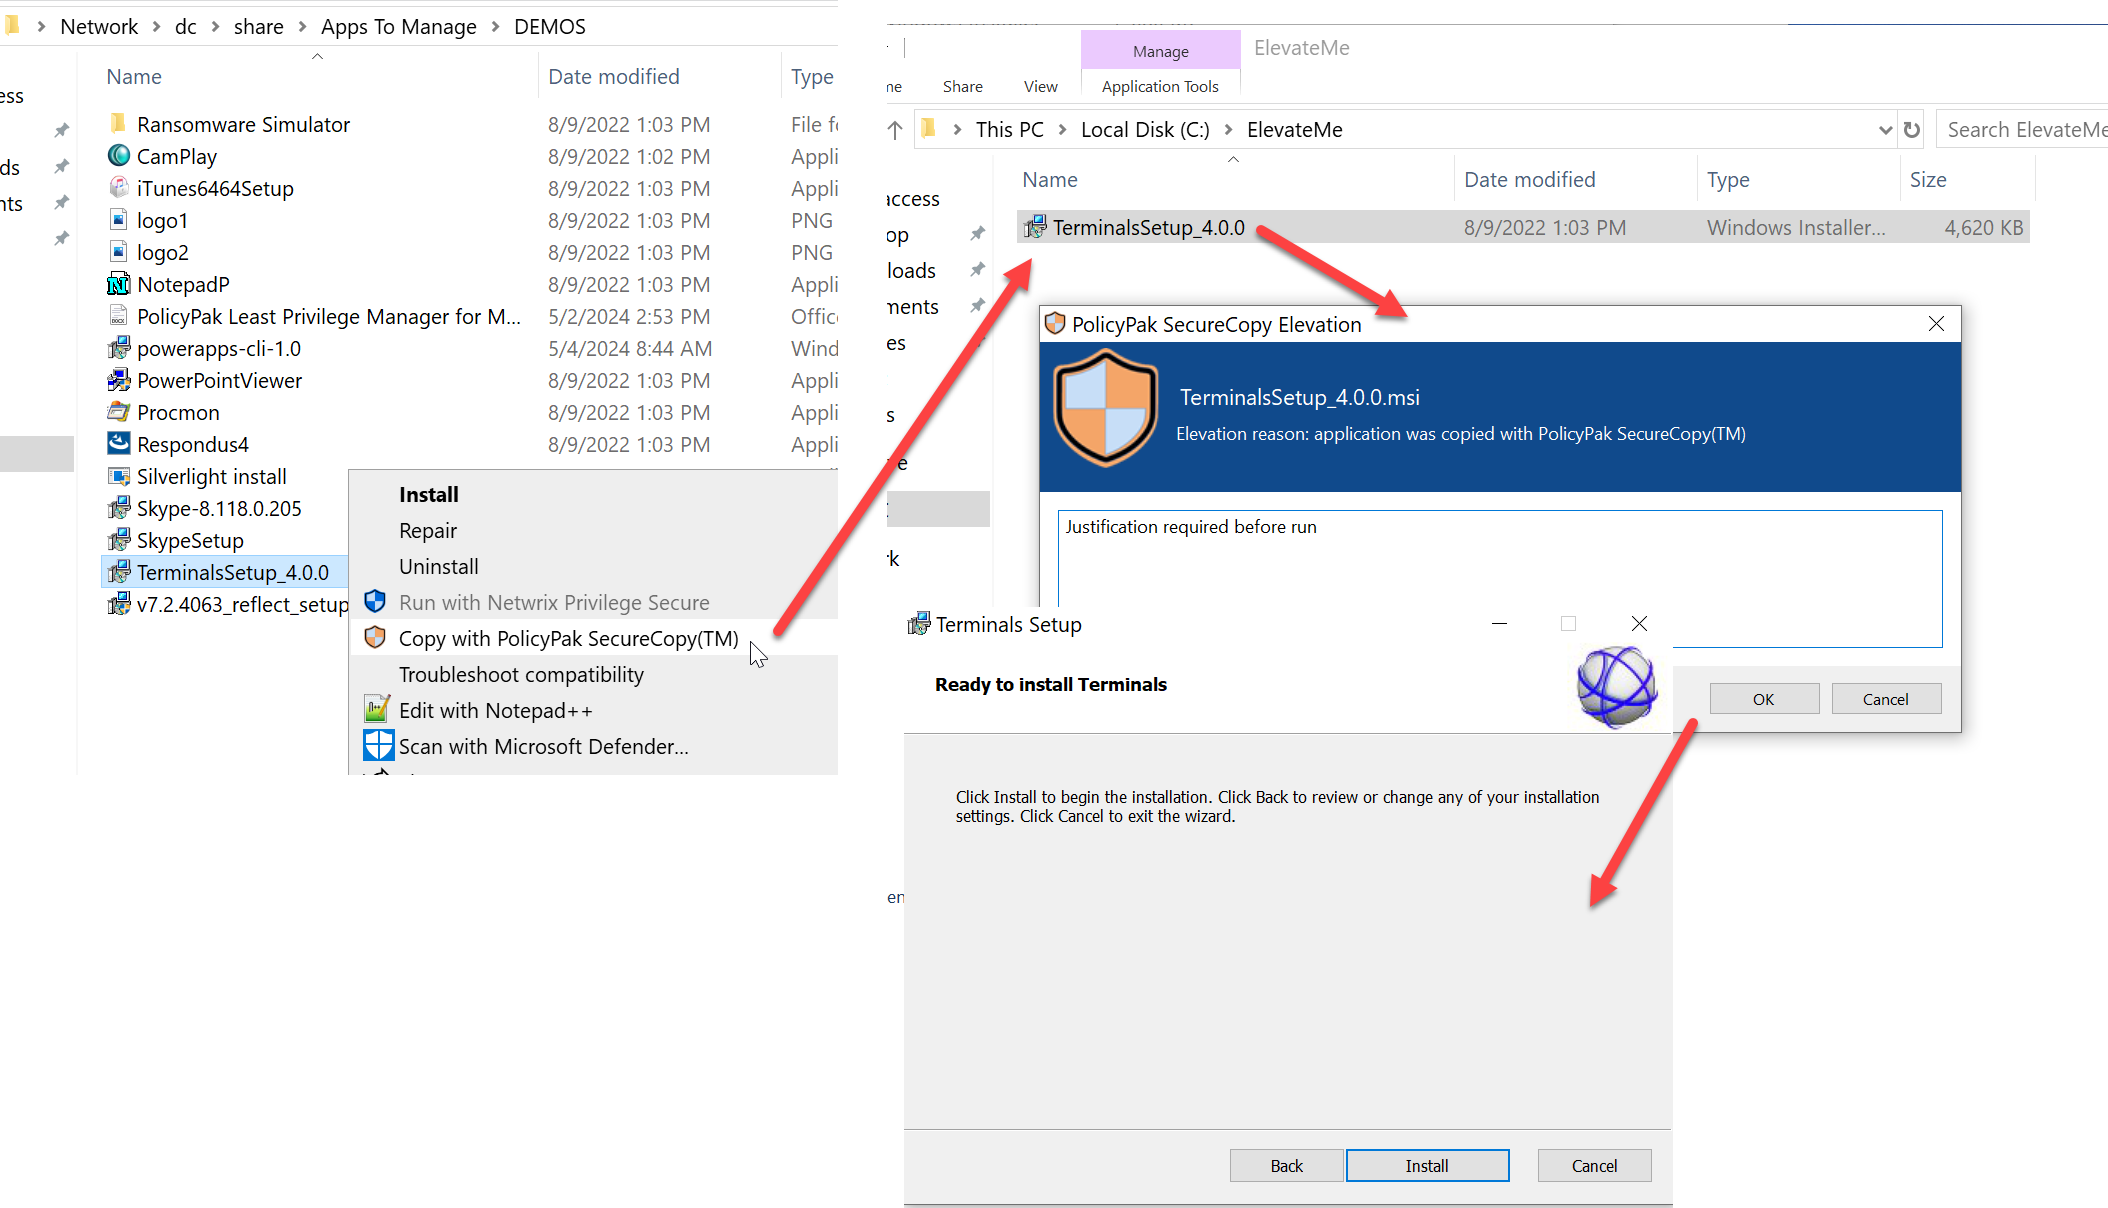 Network > dc > share > Apps To Manage > DEMOS
Name Date modified Type
ess
ds
nts
Ransomware Simulator 8/9/2022 1:03 PM File f
CamPlay 8/9/2022 1:02 PM Appli
iTunes6464Setup 8/9/2022 1:03 PM Appli
logo1 8/9/2022 1:03 PM PNG
logo2 8/9/2022 1:03 PM PNG
NotepadP 8/9/2022 1:03 PM Appli
PolicyPak Least Privilege Manager for M... 5/2/2024 2:53 PM Offic
powerapps-cli-1.0 5/4/2024 8:44 AM Wind
PowerPointViewer 8/9/2022 1:03 PM Appli
Procmon 8/9/2022 1:03 PM Appli
Respondus4 8/9/2022 1:03 PM Appli
Silverlight install
Skype-8.118.0.205
SkypeSetup
TerminalsSetup_4.0.0
v7.2.4063_reflect_setup
Install
Repair
Uninstall
Run with Netwrix Privilege Secure
Copy with PolicyPak SecureCopy(TM)
Troubleshoot compatibility
Edit with Notepad++
Scan with Microsoft Defender...
Manage ElevateMe
me Share View Application Tools
This PC > Local Disk (C:) > ElevateMe Search ElevateMe
Name Date modified Type Size
access
op
loads
ments
es
s
e
rk
en
TerminalsSetup_4.0.0 8/9/2022 1:03 PM Windows Installer... 4,620 KB
PolicyPak SecureCopy Elevation
TerminalsSetup_4.0.0.msi
Elevation reason: application was copied with PolicyPak SecureCopy(TM)
Justification required before run
OK Cancel
Terminals Setup
Ready to install Terminals
Click Install to begin the installation. Click Back to review or change any of your installation
settings. Click Cancel to exit the wizard.
Back Install Cancel